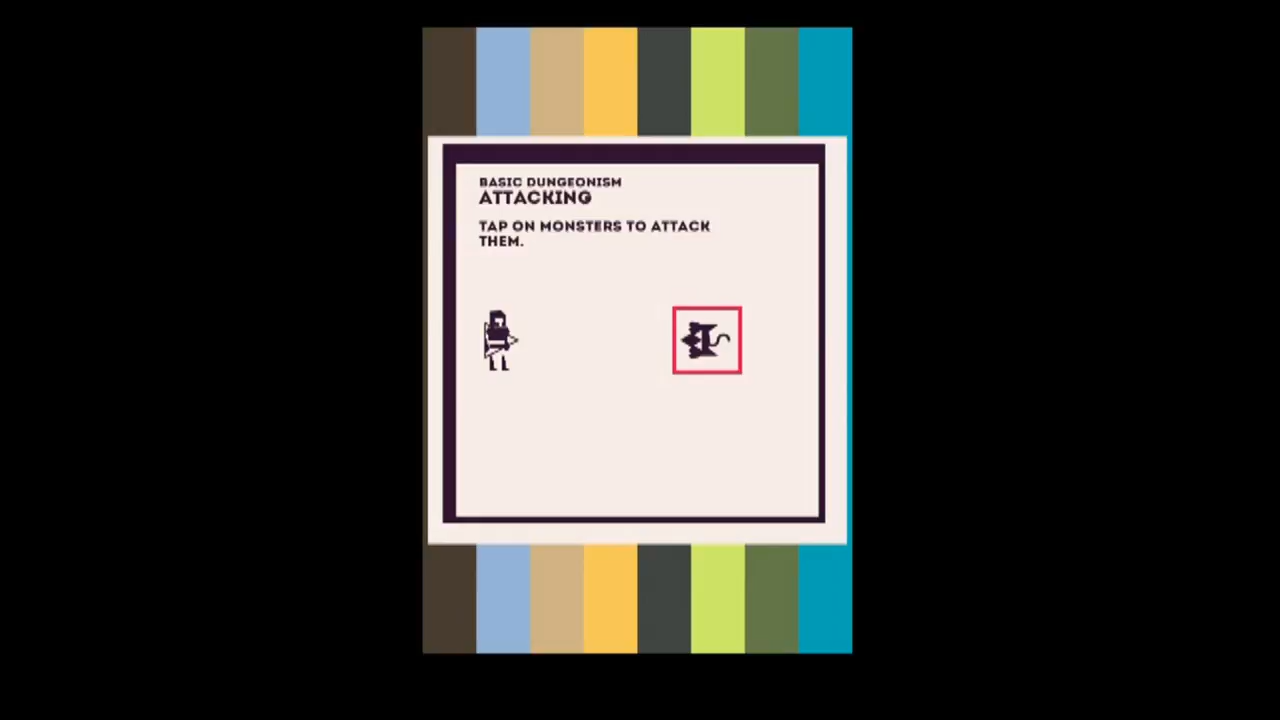 BASIC DUNGEONISM
ATTACKING
TAP ON MONSTERS TO ATTACK
THEM.